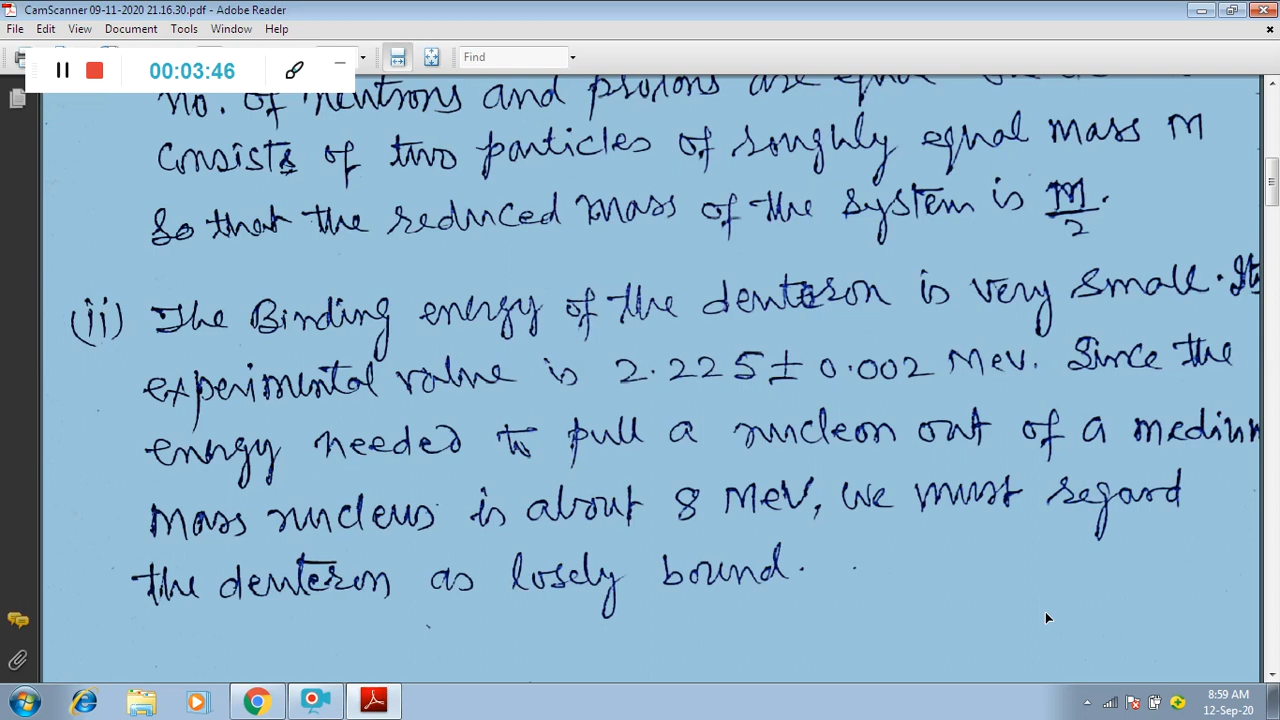 CamScanner 09-11-2020 21.16.30.pdf - Adobe Reader
File Edit View Document Tools Window Help
00:03:46
Find
no. of neutrons and protons are equal
consists of two particles of roughly equal mass M
So that the reduced mass of the system is M/2.
(ii) The Binding energy of the deuteron is very small. Its
experimental value is 2.225 ± 0.002 Mev. Since the
energy needed to pull a nucleon out of a medium
mass nucleus is about 8 MeV, we must regard
the deuteron as losely bound.
8:59 AM
12-Sep-20